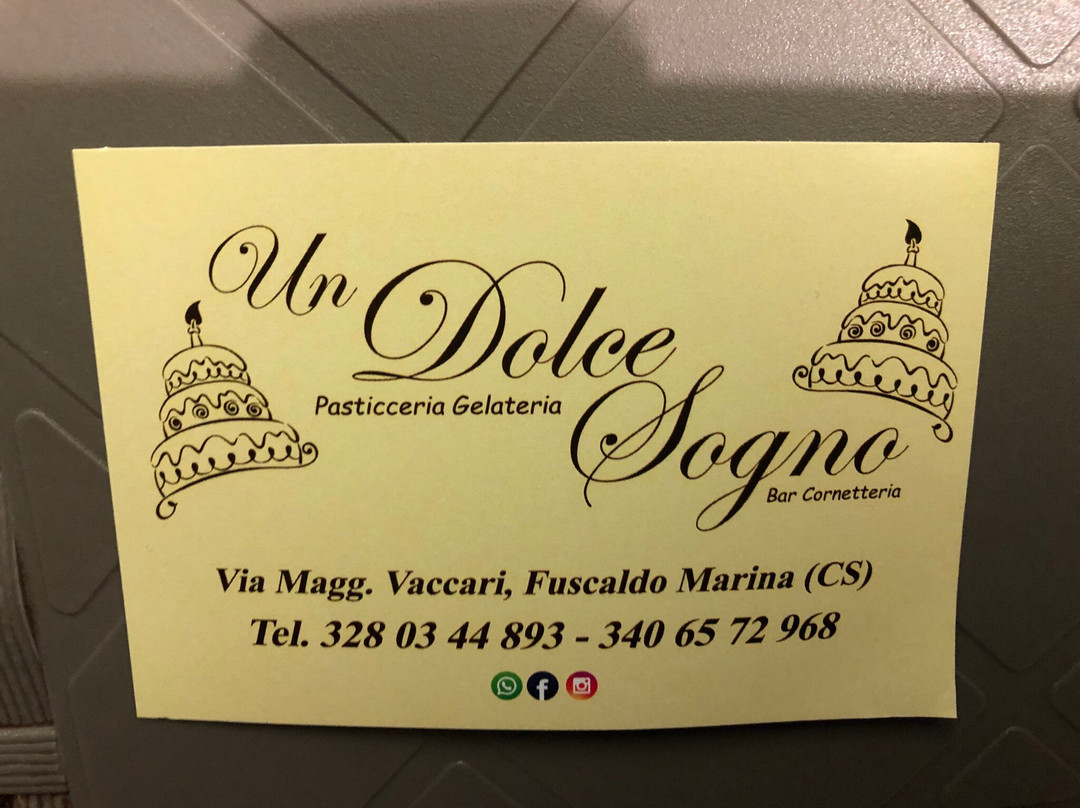 Un Dolce Sogno
Pasticceria Gelateria
Bar Cornetteria
Via Magg. Vaccari, Fuscaldo Marina (CS)
Tel. 328 03 44 893 - 340 65 72 968